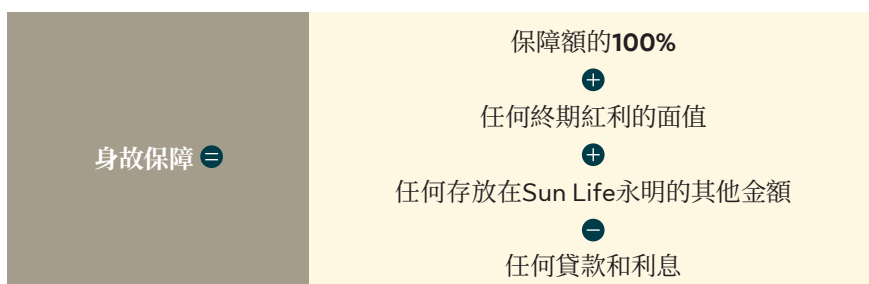 身故保障 =
保障額的100%
+
任何終期紅利的面值
+
任何存放在Sun Life永明的其他金額
−
任何貸款和利息